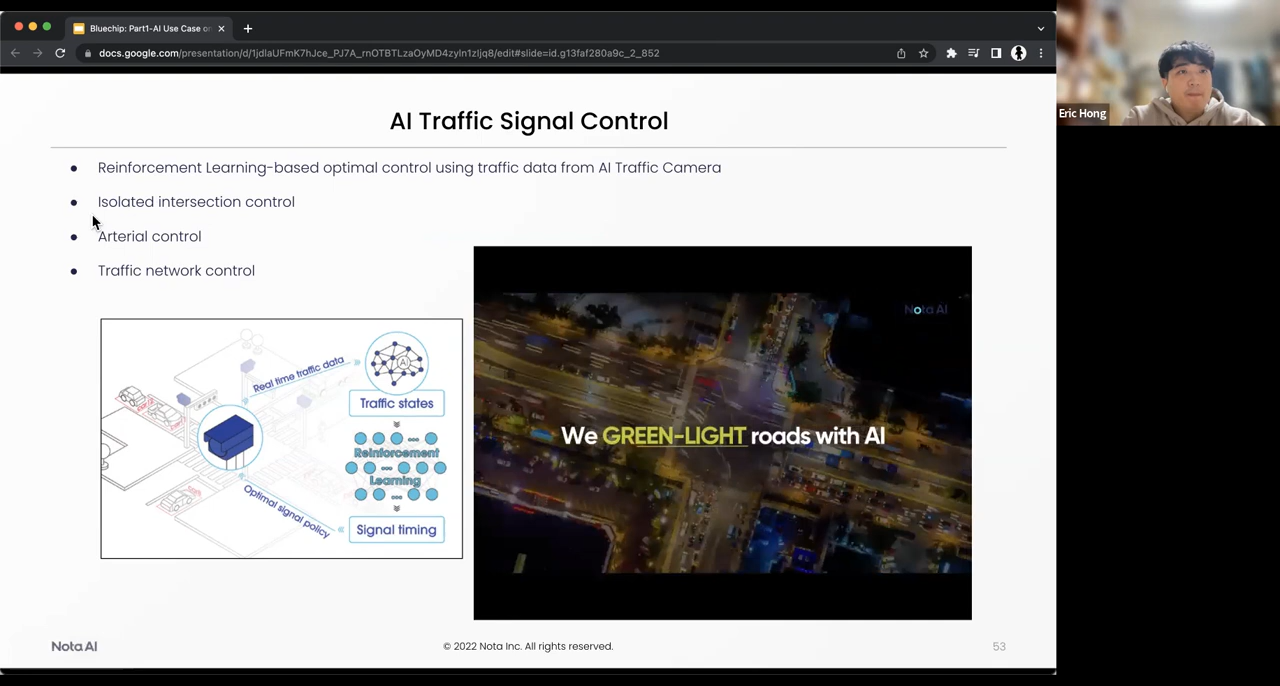 Bluechip: Part1-AI Use Case on
docs.google.com/presentation/d/1jdlaUFmK7hJce_PJ7A_rnOTBTLzaOyMD4zyIn1zIjq8/edit#slide=id.g13faf280a9c_2_852
Eric Hong
AI Traffic Signal Control
Reinforcement Learning-based optimal control using traffic data from AI Traffic Camera
Isolated intersection control
Arterial control
Traffic network control
Real time traffic data
AI
Traffic states
Reinforcement
Learning
Optimal signal policy
Signal timing
Nota AI
We GREEN-LIGHT roads with AI
Nota AI
© 2022 Nota Inc. All rights reserved.
53